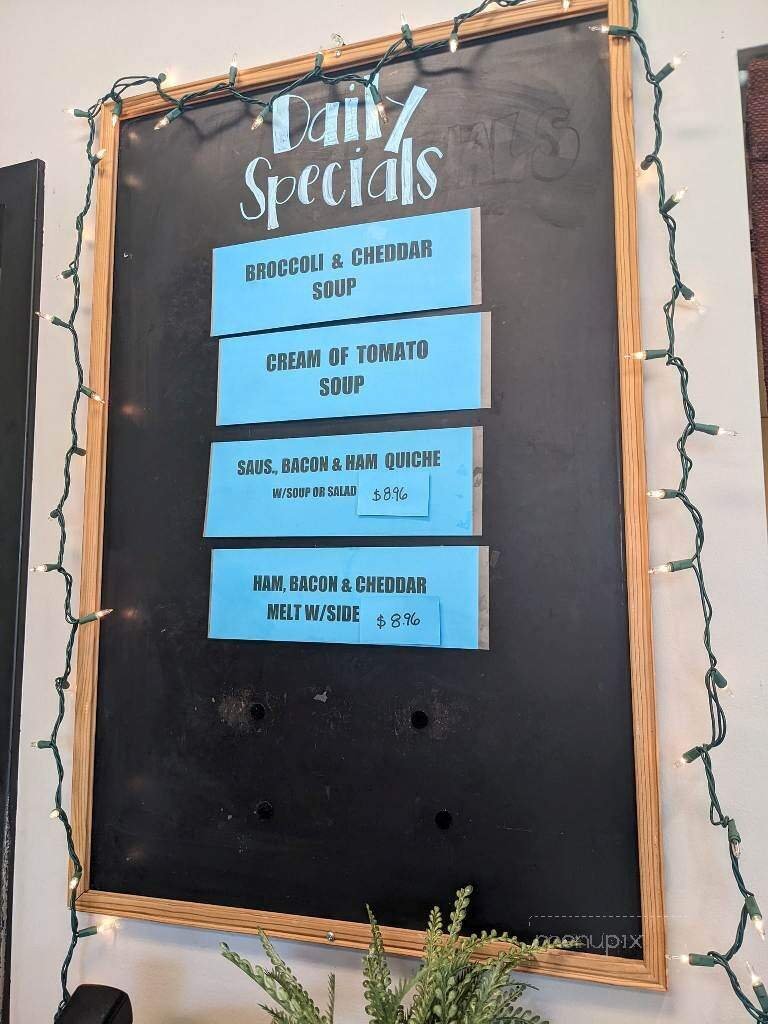 Daily
Specials
BROCCOLI & CHEDDAR
SOUP
CREAM OF TOMATO
SOUP
SAUS., BACON & HAM QUICHE
W/SOUP OR SALAD $8.96
HAM, BACON & CHEDDAR
MELT W/SIDE $8.96
menupix